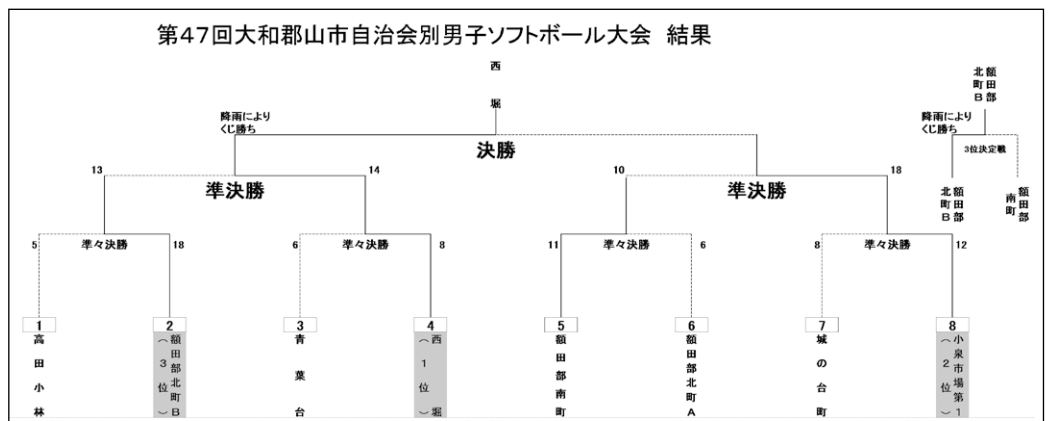 第47回大和郡山市自治会別男子ソフトボール大会 結果
西堀
額田部
北町B
降雨により
くじ勝ち
決勝
降雨により
くじ勝ち
3位決定戦
13
準決勝
14
10
準決勝
18
額田部
北町B
額田部
南町
5
準々決勝
18
6
準々決勝
8
11
準々決勝
6
8
準々決勝
12
1
2
3
4
5
6
7
8
高田小林
額田部北町B
(3位)
青葉台
西堀
(1位)
額田部南町
額田部北町A
城の台町
小泉市場第1
(2位)